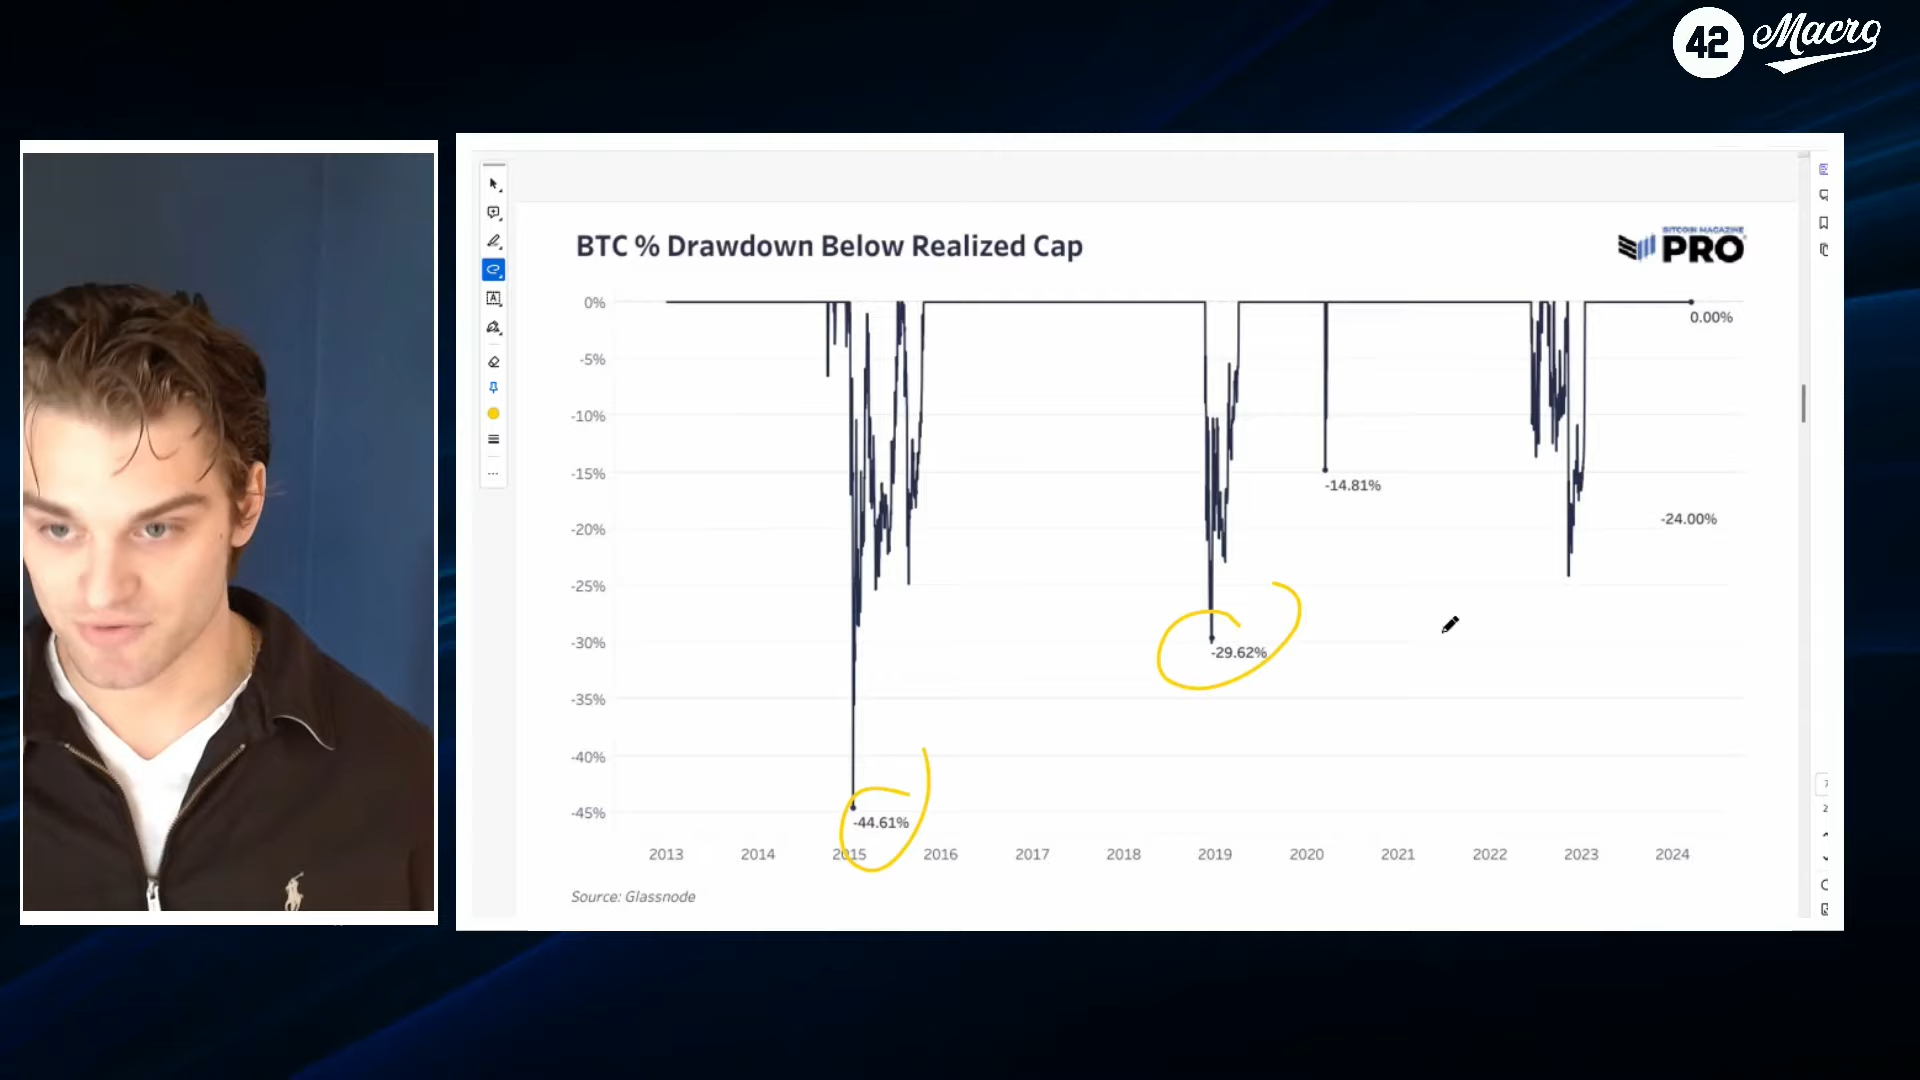 42 Macro
BTC % Drawdown Below Realized Cap
BITCOIN MAGAZINE
PRO
0%
0.00%
-5%
-10%
-15%
-14.81%
-20%
-24.00%
-25%
-30%
-29.62%
-35%
-40%
-45%
-44.61%
2013 2014 2015 2016 2017 2018 2019 2020 2021 2022 2023 2024
Source: Glassnode